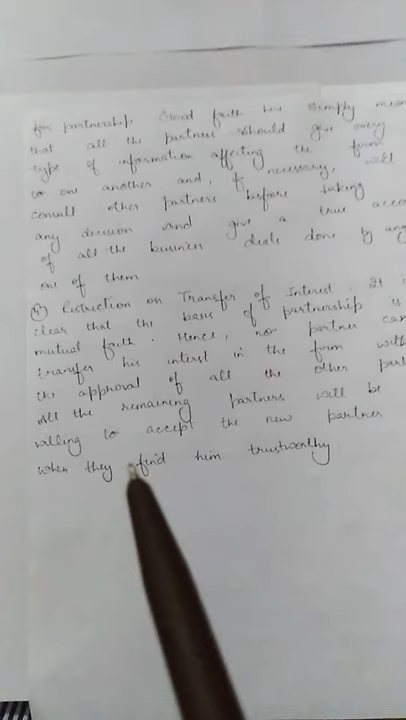 for partnership Good faith here simply mean
that all the partners should give every
type of information affecting the firm
to one another and, if necessary, will
consult other partners before taking
any decision and give a true acco
of all the business deals done by any
one of them
Restriction on Transfer of Interest. It i
clear that the basis of partnership is
mutual faith. Hence, no partner can
transfer his interst in the firm with
the approval of all the other part
All the remaining partners will be
willing to accept the new partner
when they find him trustworthy